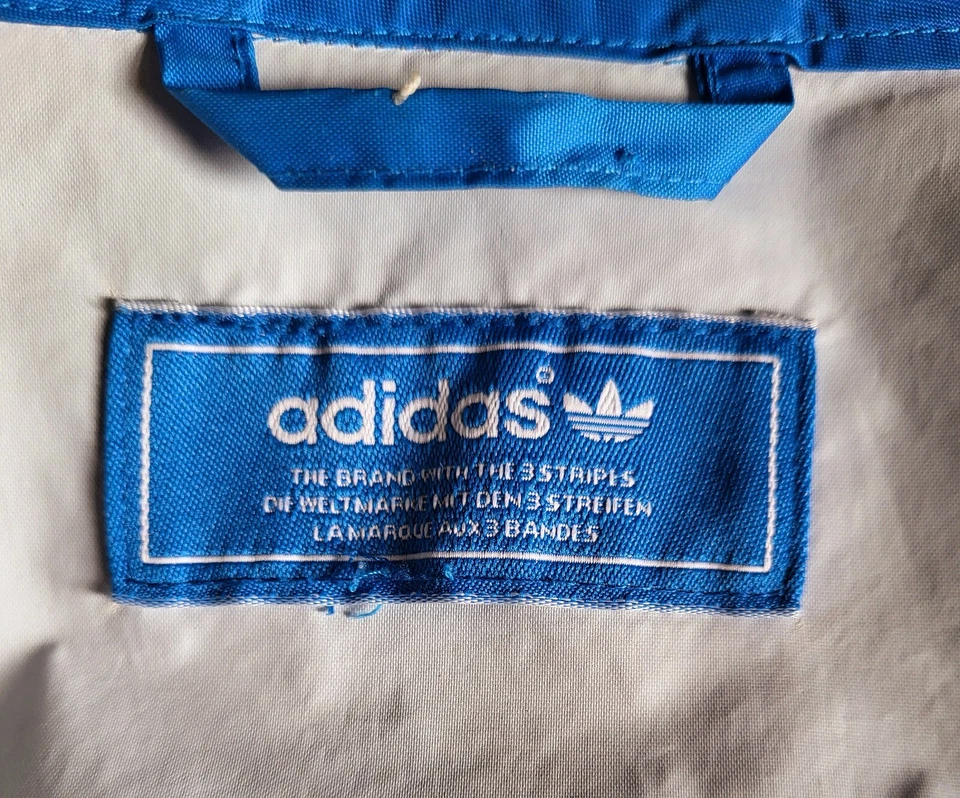 adidas®
THE BRAND WITH THE 3 STRIPES
DIE WELTMARKE MIT DEN 3 STREIFEN
LA MARQUE AUX 3 BANDES